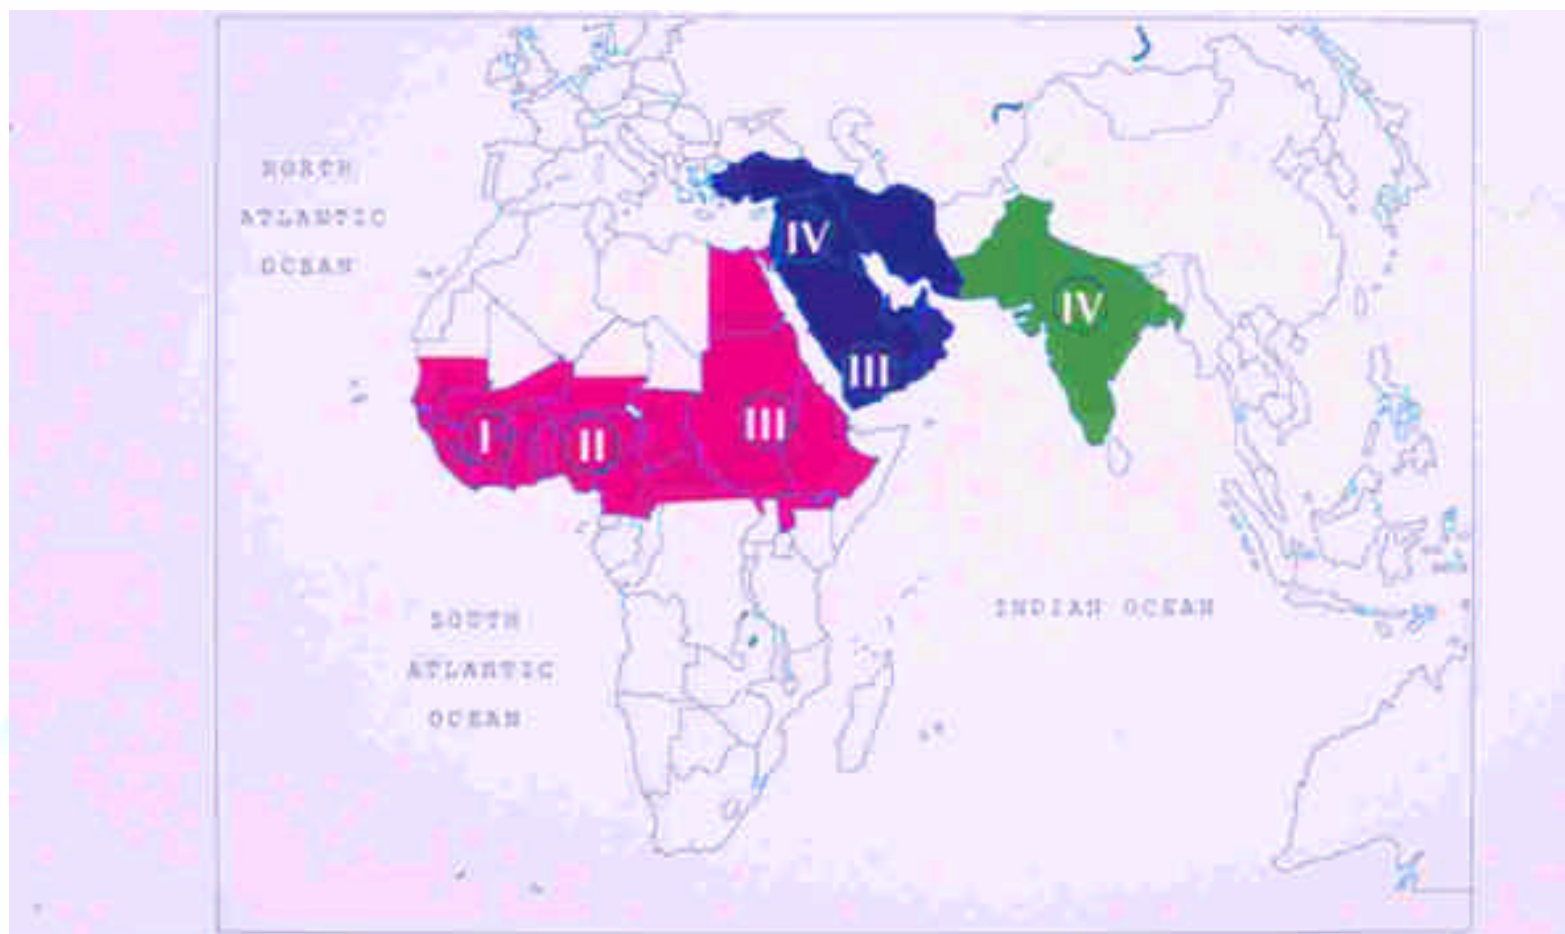 NORTH
ATLANTIC
OCEAN
IV
IV
III
I
II
III
SOUTH
ATLANTIC
OCEAN
INDIAN OCEAN